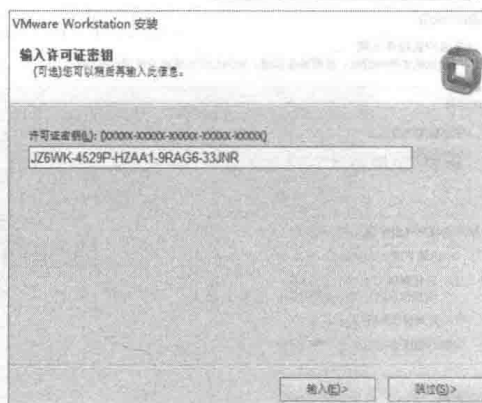 VMware Workstation 安装
输入许可证密钥
(可选)您可以稍后再输入此信息。
许可证密钥(L): (XXXXX-XXXXX-XXXXX-XXXXX-XXXXX)
JZ6WK-4529P-HZAA1-9RAG6-33JNR
输入(E)>
跳过(S)>